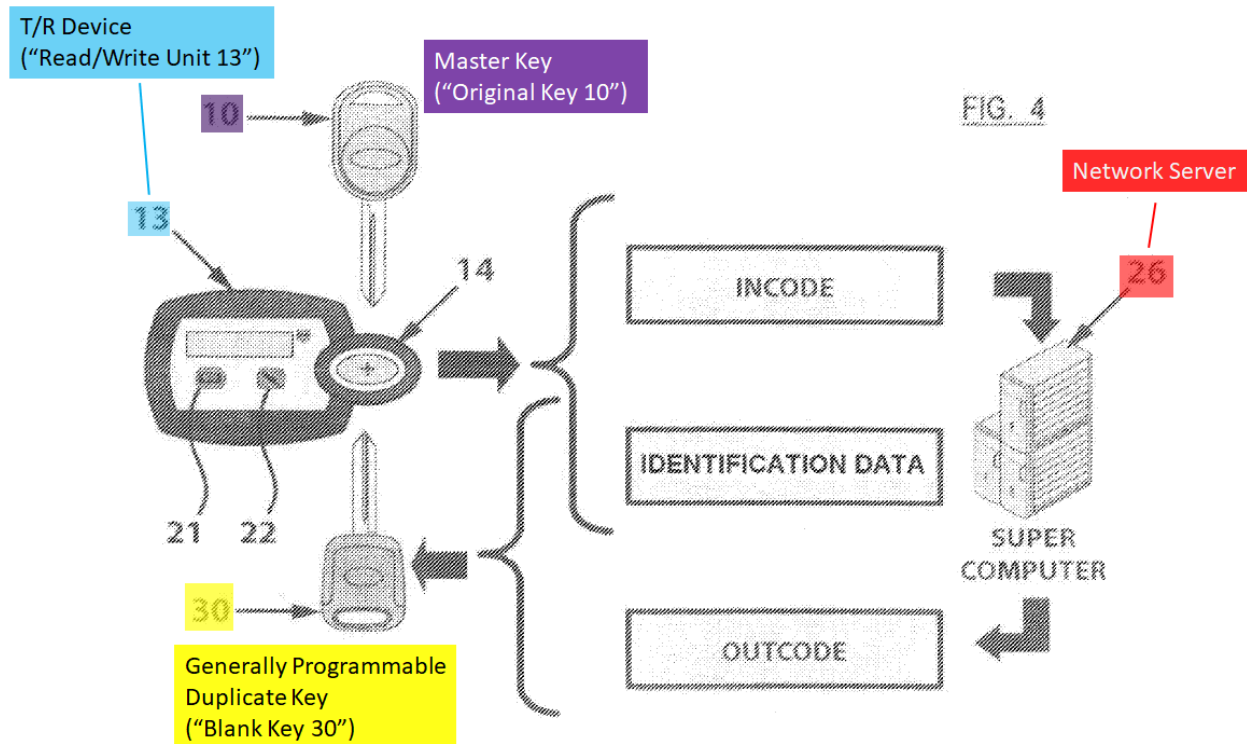 T/R Device
(“Read/Write Unit 13”)
Master Key
(“Original Key 10”)
10
FIG. 4
Network Server
13
14
26
INCODE
IDENTIFICATION DATA
21
22
SUPER
COMPUTER
30
OUTCODE
Generally Programmable
Duplicate Key
(“Blank Key 30”)